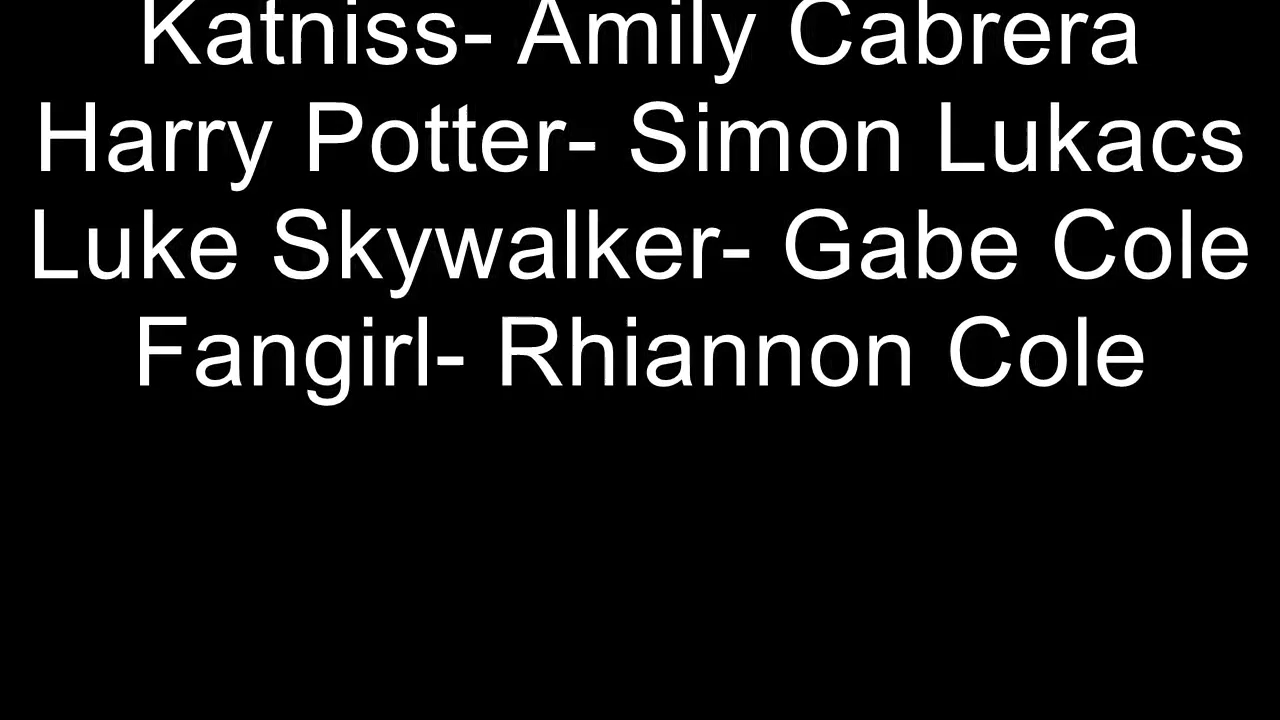 Katniss- Amily Cabrera
Harry Potter- Simon Lukacs
Luke Skywalker- Gabe Cole
Fangirl- Rhiannon Cole